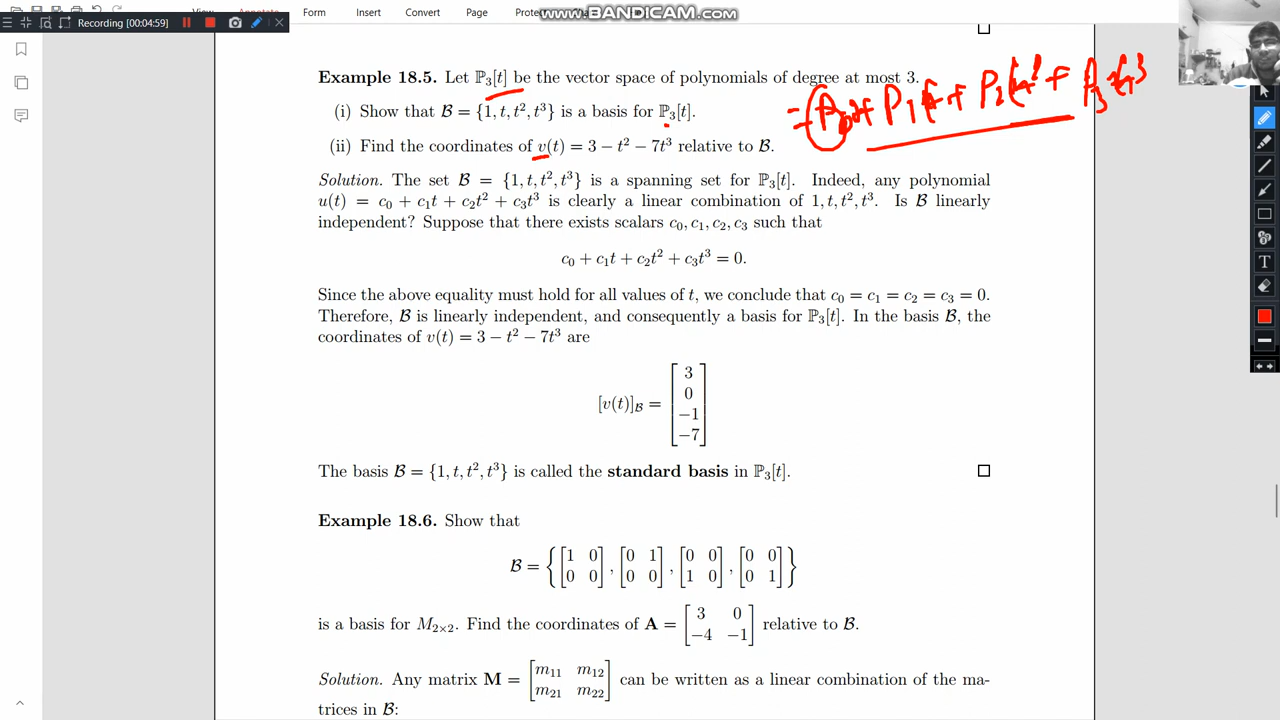 Form Insert Convert Page
www.BANDICAM.com
Recording [00:04:59]
Example 18.5. Let ℙ₃[t] be the vector space of polynomials of degree at most 3.
(i) Show that ℬ = {1, t, t², t³} is a basis for ℙ₃[t].
(ii) Find the coordinates of v(t) = 3 − t² − 7t³ relative to ℬ.
Solution. The set ℬ = {1, t, t², t³} is a spanning set for ℙ₃[t]. Indeed, any polynomial
u(t) = c₀ + c₁t + c₂t² + c₃t³ is clearly a linear combination of 1, t, t², t³. Is ℬ linearly
independent? Suppose that there exists scalars c₀, c₁, c₂, c₃ such that
c₀ + c₁t + c₂t² + c₃t³ = 0.
Since the above equality must hold for all values of t, we conclude that c₀ = c₁ = c₂ = c₃ = 0.
Therefore, ℬ is linearly independent, and consequently a basis for ℙ₃[t]. In the basis ℬ, the
coordinates of v(t) = 3 − t² − 7t³ are
[v(t)]ℬ = [3 0 −1 −7]
The basis ℬ = {1, t, t², t³} is called the standard basis in ℙ₃[t].
Example 18.6. Show that
ℬ = {[1 0 0 0], [0 1 0 0], [0 0 1 0], [0 0 0 1]}
is a basis for M₂ₓ₂. Find the coordinates of A = [3 0 −4 −1] relative to ℬ.
Solution. Any matrix M = [m₁₁ m₁₂ m₂₁ m₂₂] can be written as a linear combination of the ma-
trices in ℬ: